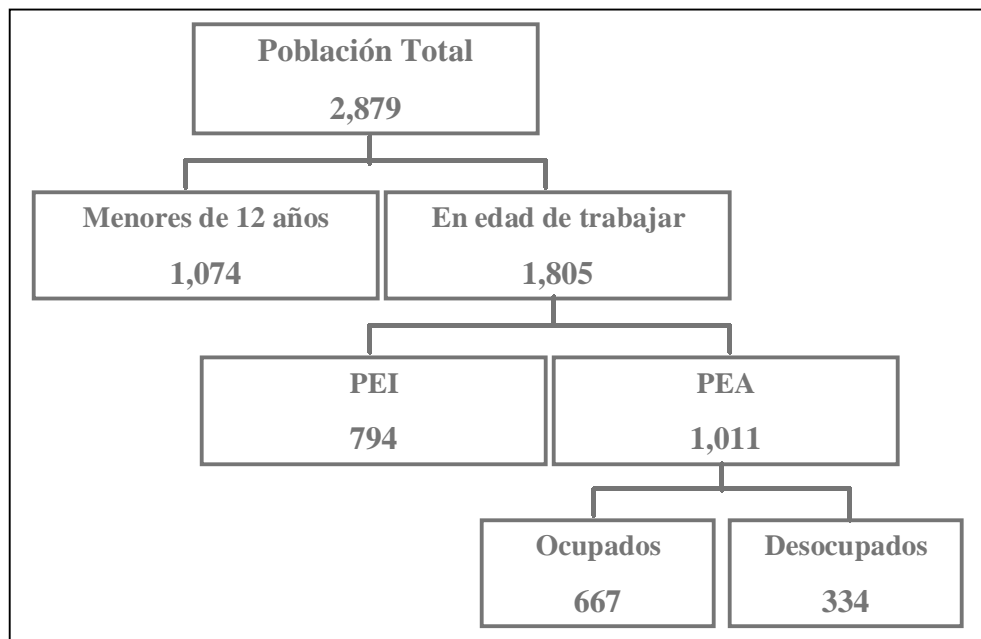 Población Total
2,879
Menores de 12 años
1,074
En edad de trabajar
1,805
PEI
794
PEA
1,011
Ocupados
667
Desocupados
334